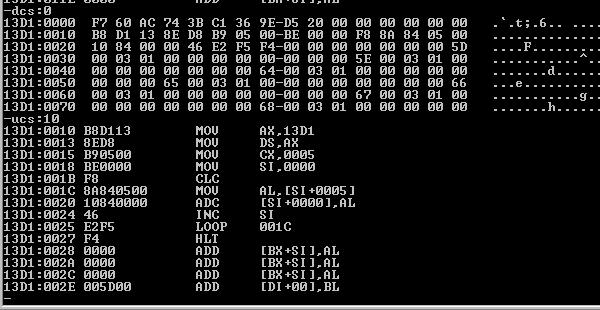 -dcs:0
13D1:0000 F7 60 AC 74 3B C1 36 9E-D5 20 00 00 00 00 00 00 .`.t;.6.. ......
13D1:0010 B8 D1 13 8E D8 B9 05 00-BE 00 00 F8 8A 84 05 00 ................
13D1:0020 10 84 00 00 46 E2 F5 F4-00 00 00 00 00 00 00 5D ....F..........]
13D1:0030 00 03 01 00 00 00 00 00-00 00 00 00 5E 00 03 01 ............^...
13D1:0040 00 00 00 00 00 00 00 64-00 03 01 00 00 00 00 00 .......d........
13D1:0050 00 00 00 65 00 03 01 00-00 00 00 00 00 00 00 66 ...e...........f
13D1:0060 00 03 01 00 00 00 00 00-00 00 00 67 00 03 01 00 ...........g....
13D1:0070 00 00 00 00 00 00 00 68-00 03 01 00 00 00 00 00 .......h........
-ucs:10
13D1:0010 B8D113 MOV AX,13D1
13D1:0013 8ED8 MOV DS,AX
13D1:0015 B90500 MOV CX,0005
13D1:0018 BE0000 MOV SI,0000
13D1:001B F8 CLC
13D1:001C 8A840500 MOV AL,[SI+0005]
13D1:0020 10840000 ADC [SI+0000],AL
13D1:0024 46 INC SI
13D1:0025 E2F5 LOOP 001C
13D1:0027 F4 HLT
13D1:0028 0000 ADD [BX+SI],AL
13D1:002A 0000 ADD [BX+SI],AL
13D1:002C 0000 ADD [BX+SI],AL
13D1:002E 005D00 ADD [DI+00],BL
-